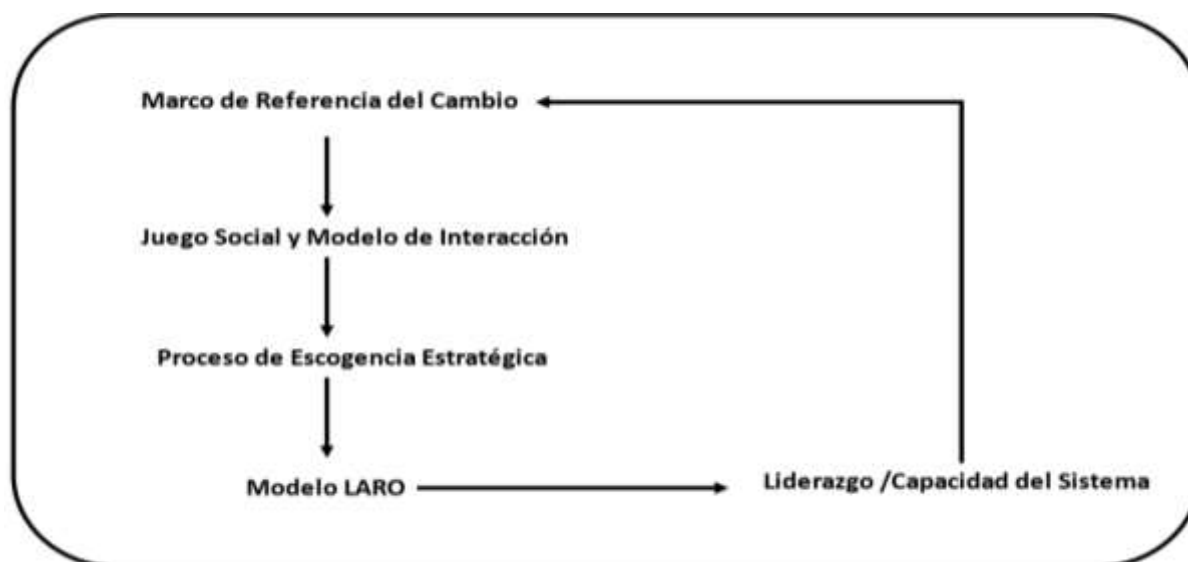 Marco de Referencia del Cambio
Juego Social y Modelo de Interacción
Proceso de Escogencia Estratégica
Modelo LARO
Liderazgo /Capacidad del Sistema